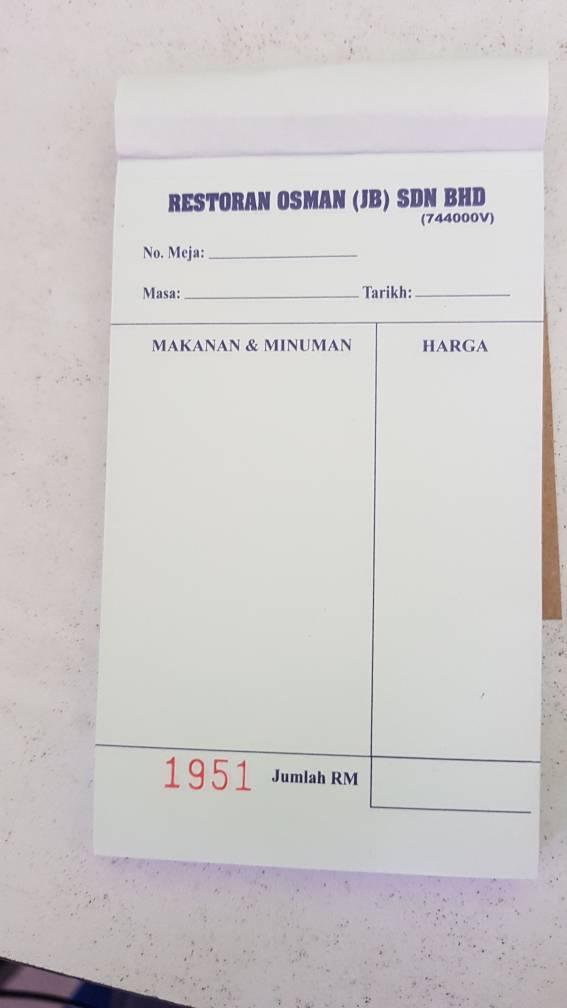 RESTORAN OSMAN (JB) SDN BHD
(744000V)
No. Meja:
Masa: Tarikh:
MAKANAN & MINUMAN HARGA
1951 Jumlah RM